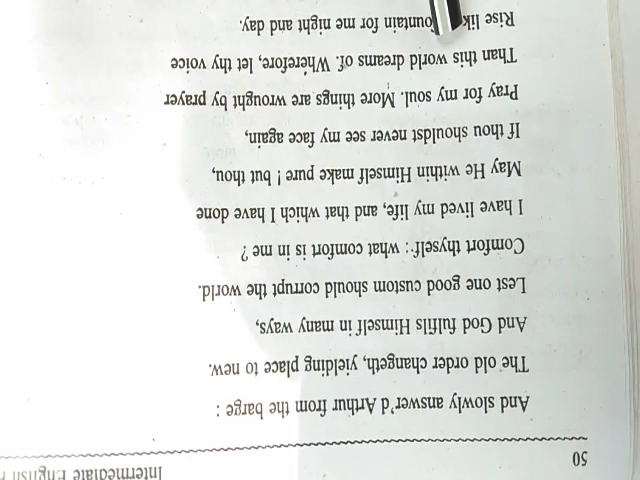 50 Intermediate English
And slowly answer'd Arthur from the barge :
The old order changeth, yielding place to new.
And God fulfils Himself in many ways,
Lest one good custom should corrupt the world.
Comfort thyself : what comfort is in me ?
I have lived my life, and that which I have done
May He within Himself make pure ! but thou,
If thou shouldst never see my face again,
Pray for my soul. More things are wrought by prayer
Than this world dreams of. Wherefore, let thy voice
Rise fountain for me night and day.